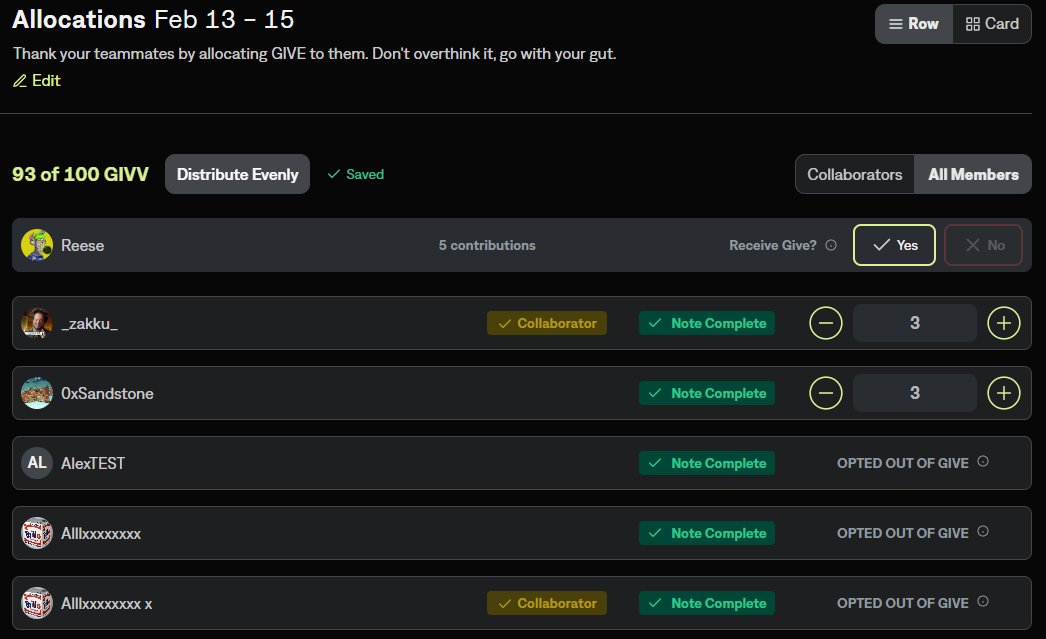 Allocations Feb 13 – 15
Row
Card
Thank your teammates by allocating GIVE to them. Don't overthink it, go with your gut.
Edit
93 of 100 GIVV
Distribute Evenly
Saved
Collaborators
All Members
Reese
5 contributions
Receive Give?
Yes
No
_zakku_
Collaborator
Note Complete
3
0xSandstone
Note Complete
3
AL
AlexTEST
Note Complete
OPTED OUT OF GIVE
Alllxxxxxxxx
Note Complete
OPTED OUT OF GIVE
Alllxxxxxxxx x
Collaborator
Note Complete
OPTED OUT OF GIVE